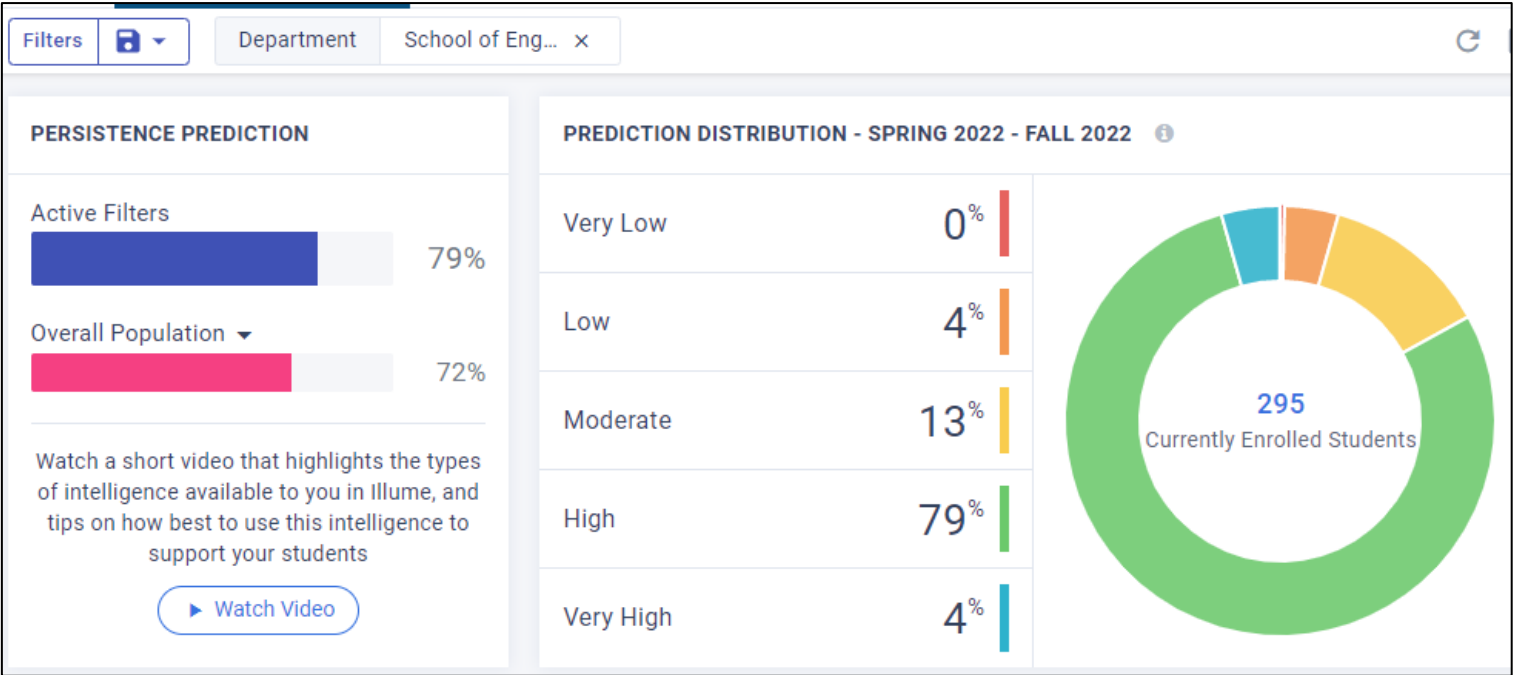 Filters
Department
School of Eng... ×
PERSISTENCE PREDICTION
Active Filters
79%
Overall Population
72%
Watch a short video that highlights the types
of intelligence available to you in Illume, and
tips on how best to use this intelligence to
support your students
Watch Video
PREDICTION DISTRIBUTION - SPRING 2022 - FALL 2022
Very Low 0%
Low 4%
Moderate 13%
High 79%
Very High 4%
295
Currently Enrolled Students